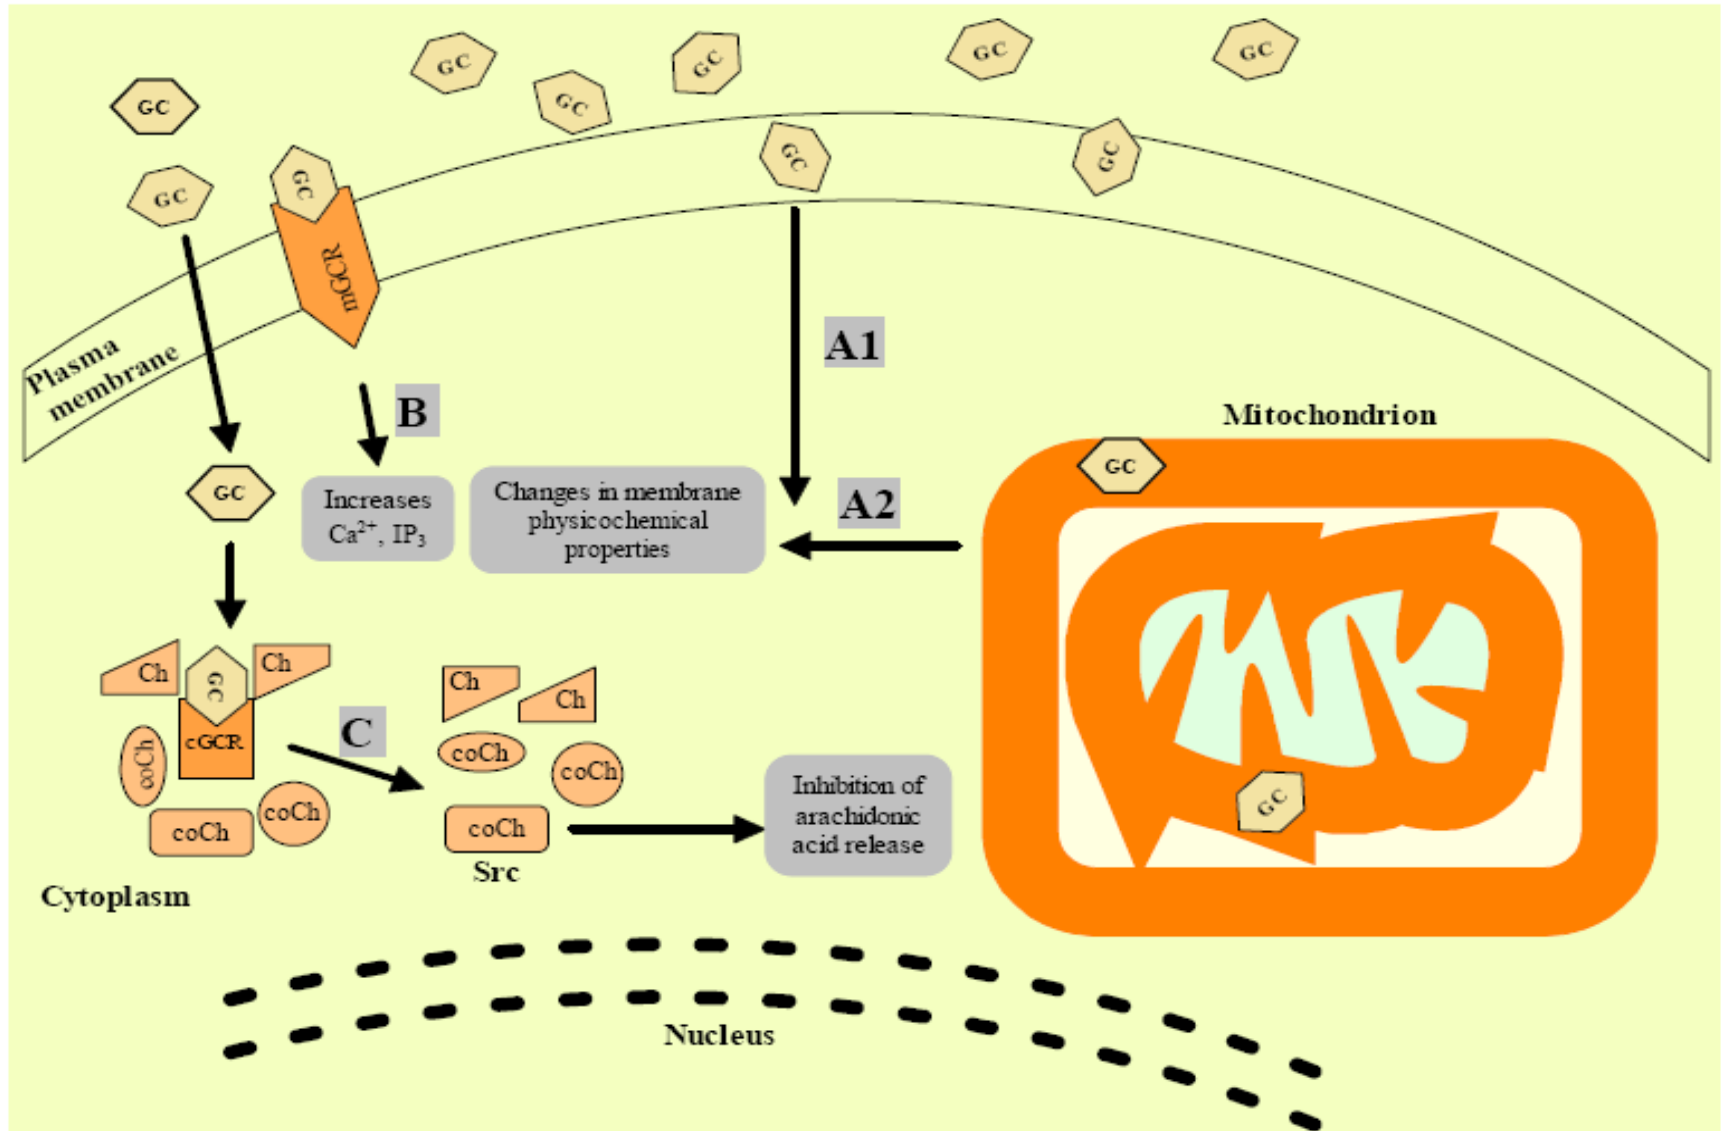 GC
GC
GC
GC
GC
GC
GC
GC
GC
GC
mGCR
Plasma
membrane
A1
B
Mitochondrion
GC
GC
Increases
Ca²⁺, IP₃
Changes in membrane
physicochemical
properties
A2
Ch
GC
Ch
cGCR
coCh
coCh
coCh
C
Ch
Ch
coCh
coCh
coCh
Src
Inhibition of
arachidonic
acid release
GC
Cytoplasm
Nucleus